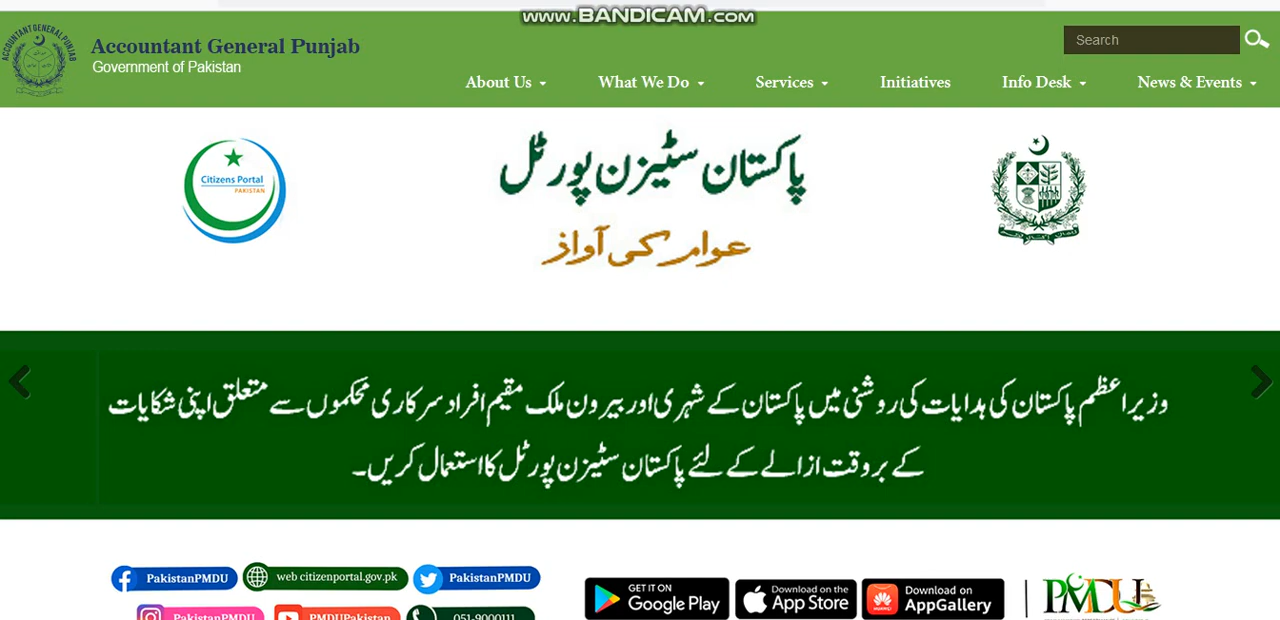 www.BANDICAM.com
ACCOUNTANT GENERAL PUNJAB
Accountant General Punjab
Government of Pakistan
Search
About Us
What We Do
Services
Initiatives
Info Desk
News & Events
Citizens Portal
PAKISTAN
پاکستان سٹیزن پورٹل
عوام کی آواز
وزیراعظم پاکستان کی ہدایات کی روشنی میں پاکستان کے شہری اور بیرون ملک مقیم افراد سرکاری محکموں سے متعلق اپنی شکایات
کے بروقت ازالے کے لئے پاکستان سٹیزن پورٹل کا استعمال کریں۔
PakistanPMDU
web citizenportal.gov.pk
PakistanPMDU
PakistanPMDU
PMDUPakistan
051-9000111
GET IT ON
Google Play
Download on the
App Store
HUAWEI
Download on
AppGallery
PMDU